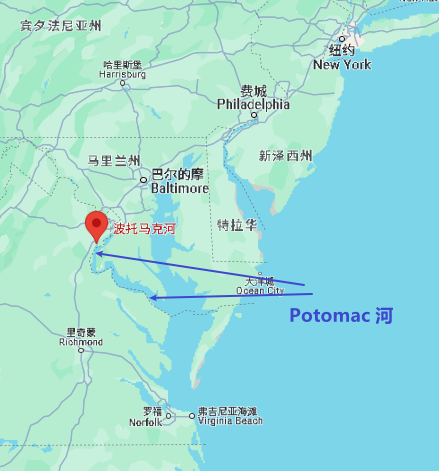 宾夕法尼亚州
纽约
New York
哈里斯堡
Harrisburg
费城
Philadelphia
马里兰州
巴尔的摩
Baltimore
新泽西州
特拉华
波托马克河
大洋城
Ocean City
Potomac 河
里奇蒙
Richmond
罗福
Norfolk
弗吉尼亚海滩
Virginia Beach